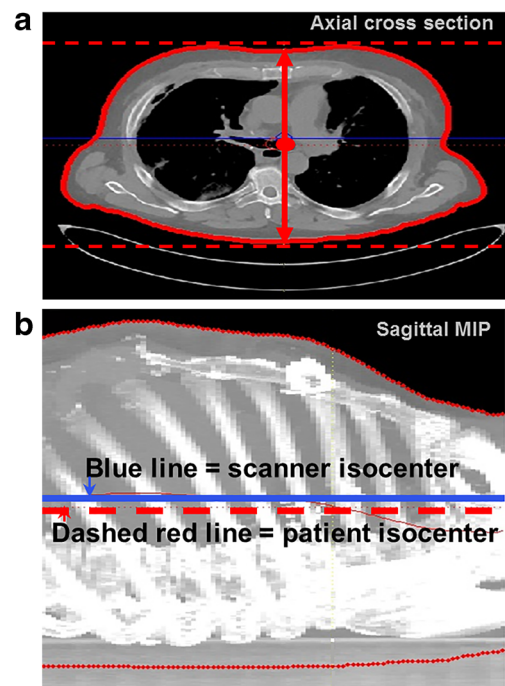 a
Axial cross section
b
Sagittal MIP
Blue line = scanner isocenter
Dashed red line = patient isocenter